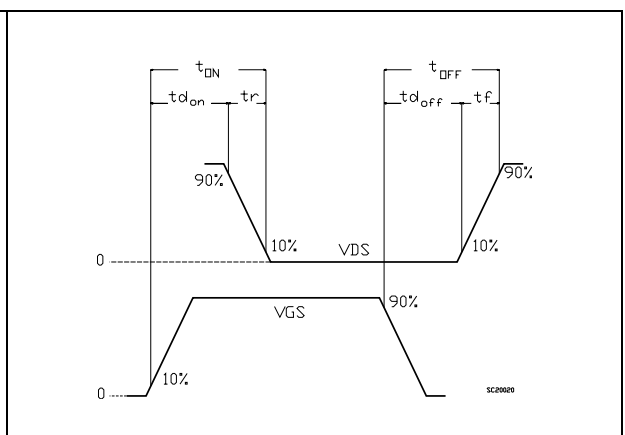 tON tOFF
tdon tr tdoff tf
90% 90%
10% 10%
0 VDS
90%
VGS
10%
0
SC20020